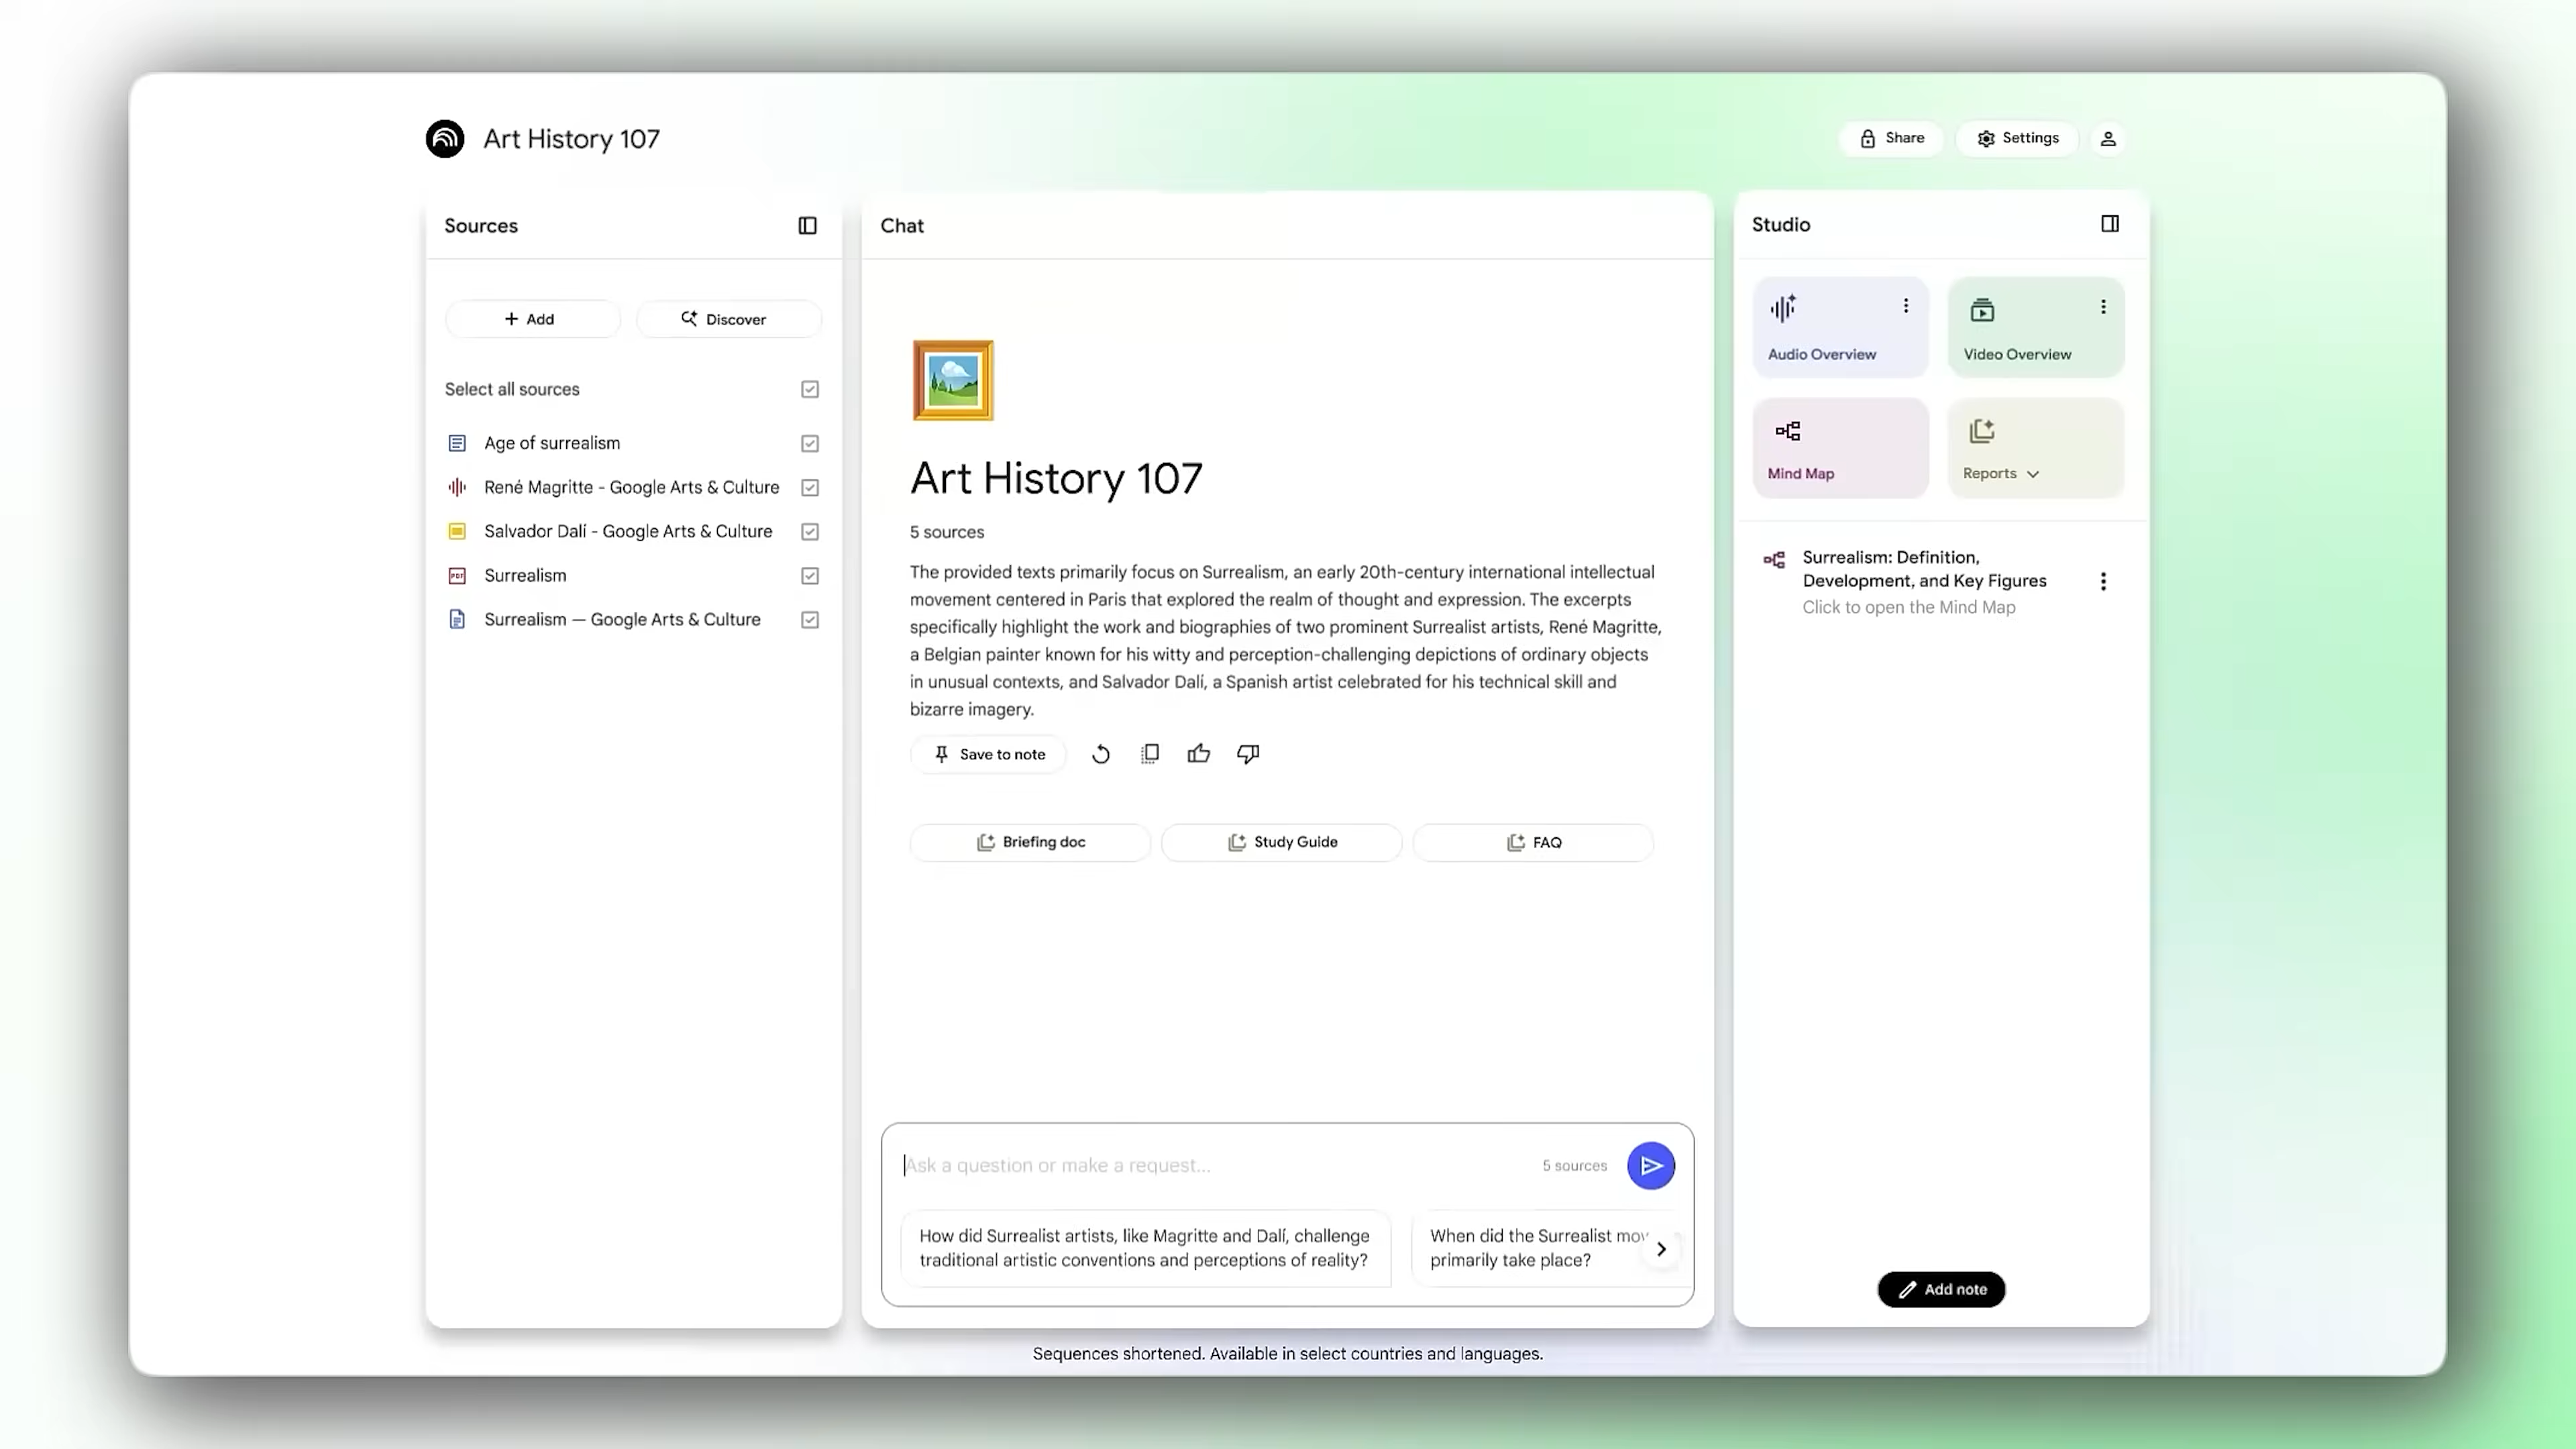 Art History 107
Share
Settings
Sources
Add
Discover
Select all sources
Age of surrealism
René Magritte - Google Arts & Culture
Salvador Dalí - Google Arts & Culture
PDF
Surrealism
Surrealism — Google Arts & Culture
Chat
Art History 107
5 sources
The provided texts primarily focus on Surrealism, an early 20th-century international intellectual
movement centered in Paris that explored the realm of thought and expression. The excerpts
specifically highlight the work and biographies of two prominent Surrealist artists, René Magritte,
a Belgian painter known for his witty and perception-challenging depictions of ordinary objects
in unusual contexts, and Salvador Dalí, a Spanish artist celebrated for his technical skill and
bizarre imagery.
Save to note
Briefing doc
Study Guide
FAQ
Ask a question or make a request...
5 sources
How did Surrealist artists, like Magritte and Dalí, challenge
traditional artistic conventions and perceptions of reality?
When did the Surrealist mov
primarily take place?
Studio
Audio Overview
Video Overview
Mind Map
Reports
Surrealism: Definition,
Development, and Key Figures
Click to open the Mind Map
Add note
Sequences shortened. Available in select countries and languages.